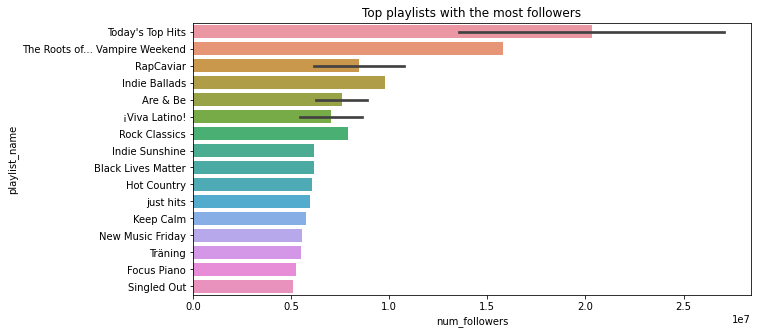 Top playlists with the most followers
playlist_name
Today's Top Hits
The Roots of... Vampire Weekend
RapCaviar
Indie Ballads
Are & Be
¡Viva Latino!
Rock Classics
Indie Sunshine
Black Lives Matter
Hot Country
just hits
Keep Calm
New Music Friday
Träning
Focus Piano
Singled Out
0.0 0.5 1.0 1.5 2.0 2.5
1e7
num_followers